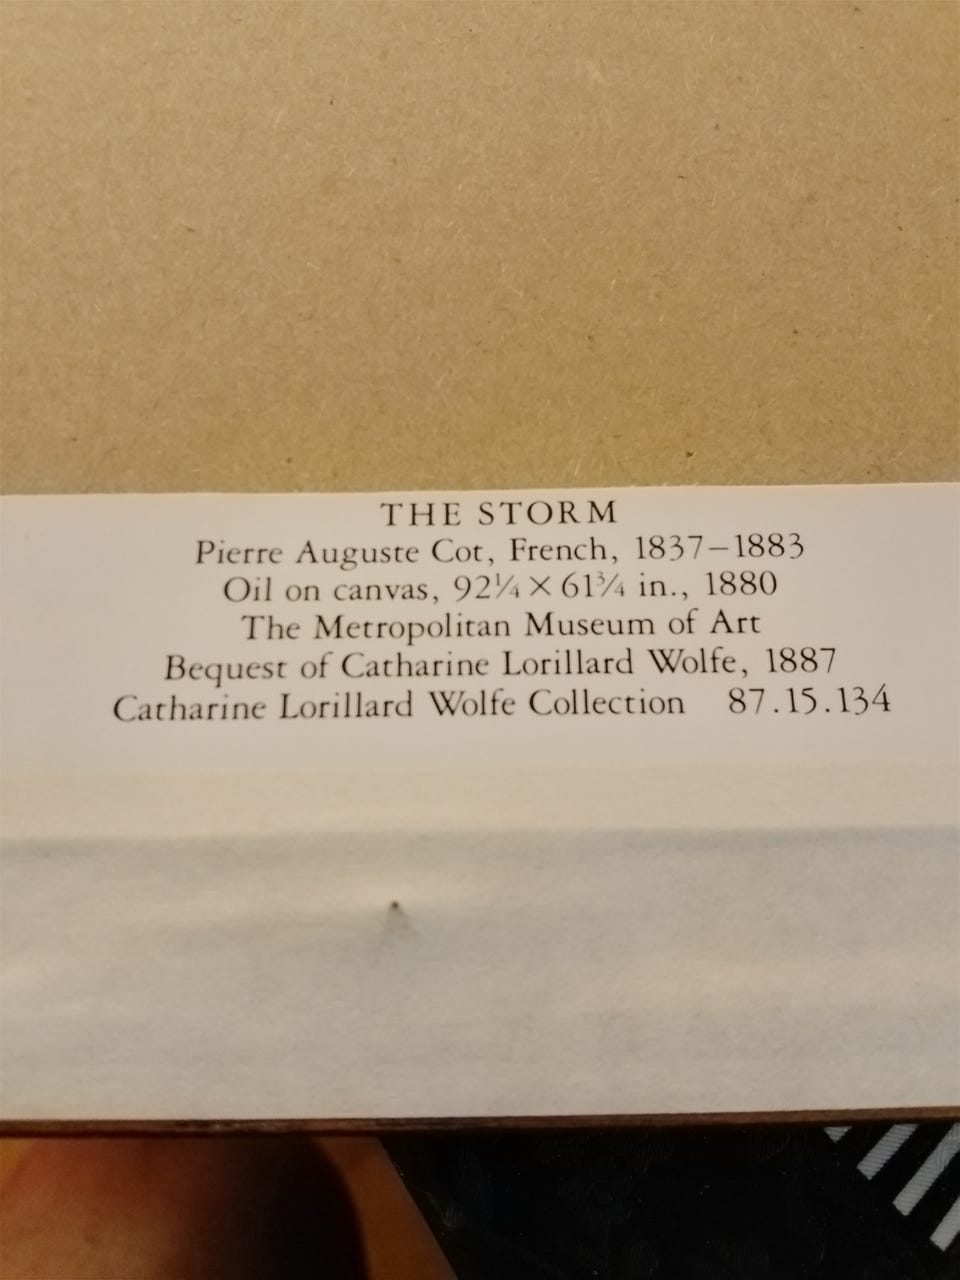 THE STORM
Pierre Auguste Cot, French, 1837–1883
Oil on canvas, 92¼ × 61¾ in., 1880
The Metropolitan Museum of Art
Bequest of Catharine Lorillard Wolfe, 1887
Catharine Lorillard Wolfe Collection 87.15.134